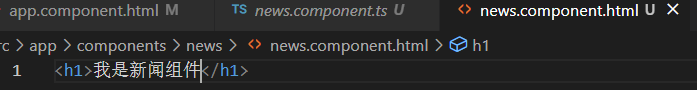 app.component.html M TS news.component.ts U news.component.html U
rc > app > components > news > news.component.html > h1
1 <h1>我是新闻组件</h1>